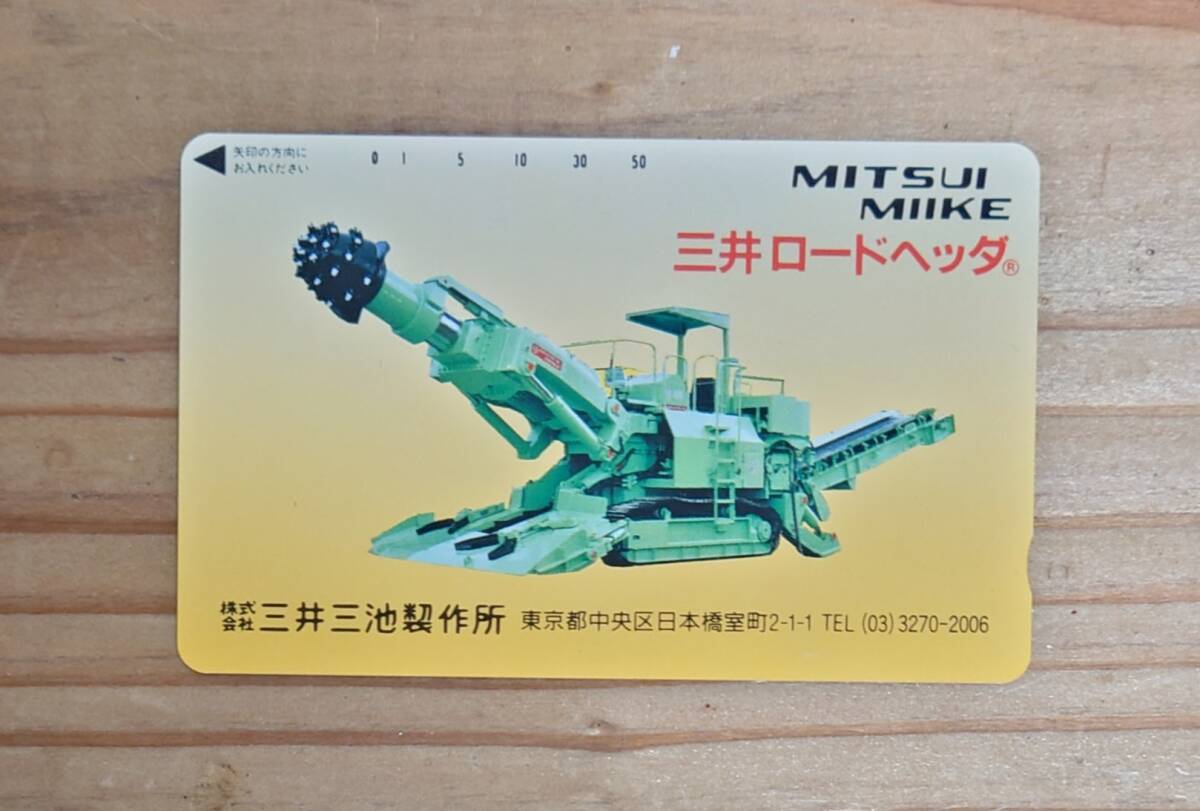 矢印の方向に
お入れください
0 1 5 10 30 50
MITSUI
MIIKE
三井ロードヘッダ®
株式会社 三井三池製作所 東京都中央区日本橋室町2-1-1 TEL (03) 3270-2006